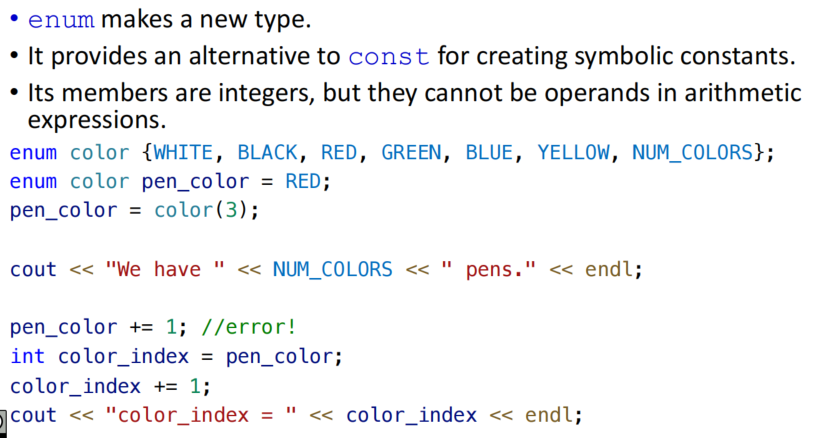 • enum makes a new type.
• It provides an alternative to const for creating symbolic constants.
• Its members are integers, but they cannot be operands in arithmetic
expressions.
enum color {WHITE, BLACK, RED, GREEN, BLUE, YELLOW, NUM_COLORS};
enum color pen_color = RED;
pen_color = color(3);
cout << "We have " << NUM_COLORS << " pens." << endl;
pen_color += 1; //error!
int color_index = pen_color;
color_index += 1;
cout << "color_index = " << color_index << endl;